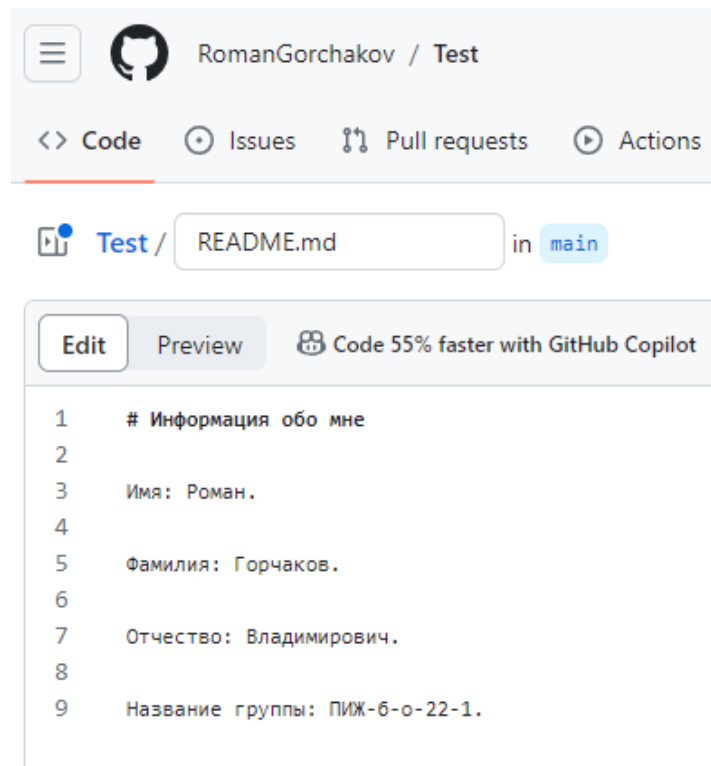 RomanGorchakov / Test
<> Code Issues Pull requests Actions
Test / README.md in main
Edit Preview Code 55% faster with GitHub Copilot
1 # Информация обо мне
2
3 Имя: Роман.
4
5 Фамилия: Горчаков.
6
7 Отчество: Владимирович.
8
9 Название группы: ПИЖ-б-о-22-1.